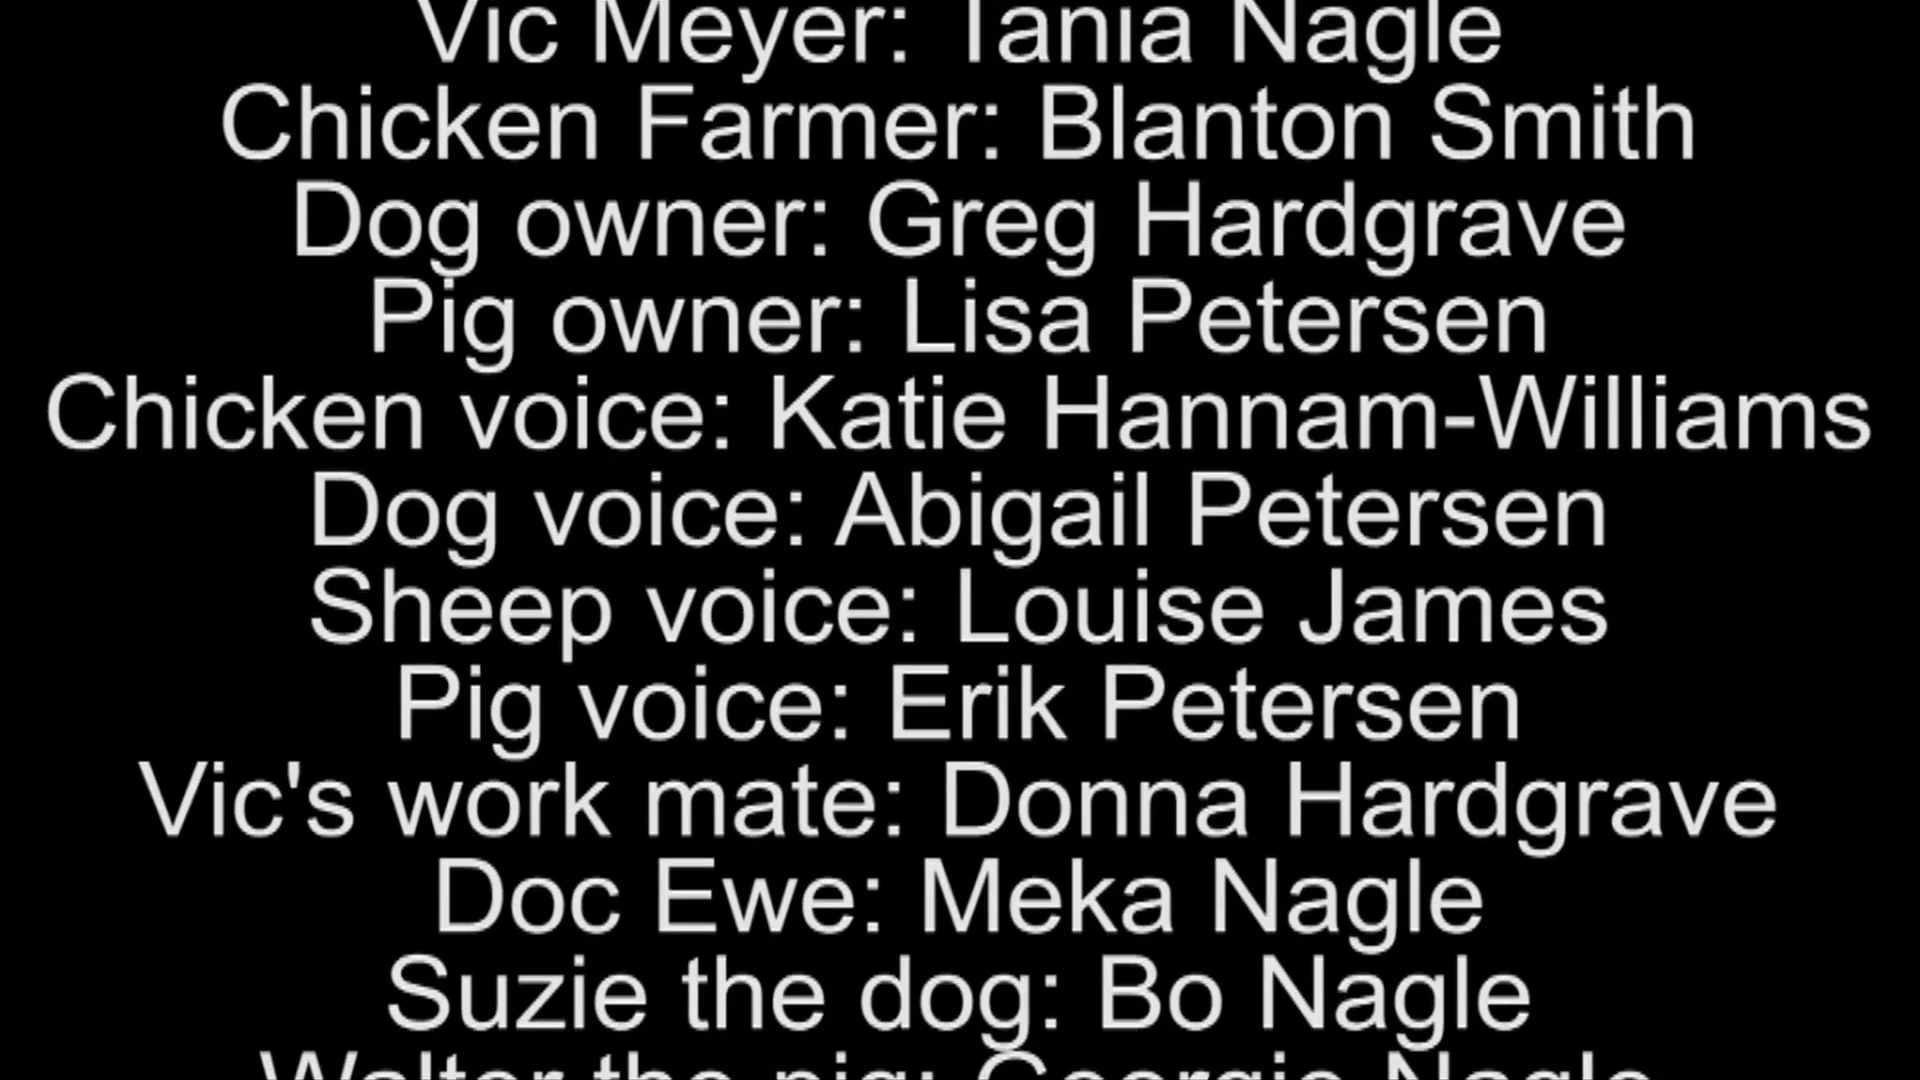 Vic Meyer: Tania Nagle
Chicken Farmer: Blanton Smith
Dog owner: Greg Hardgrave
Pig owner: Lisa Petersen
Chicken voice: Katie Hannam-Williams
Dog voice: Abigail Petersen
Sheep voice: Louise James
Pig voice: Erik Petersen
Vic's work mate: Donna Hardgrave
Doc Ewe: Meka Nagle
Suzie the dog: Bo Nagle
Walter the pig: Georgie Nagle